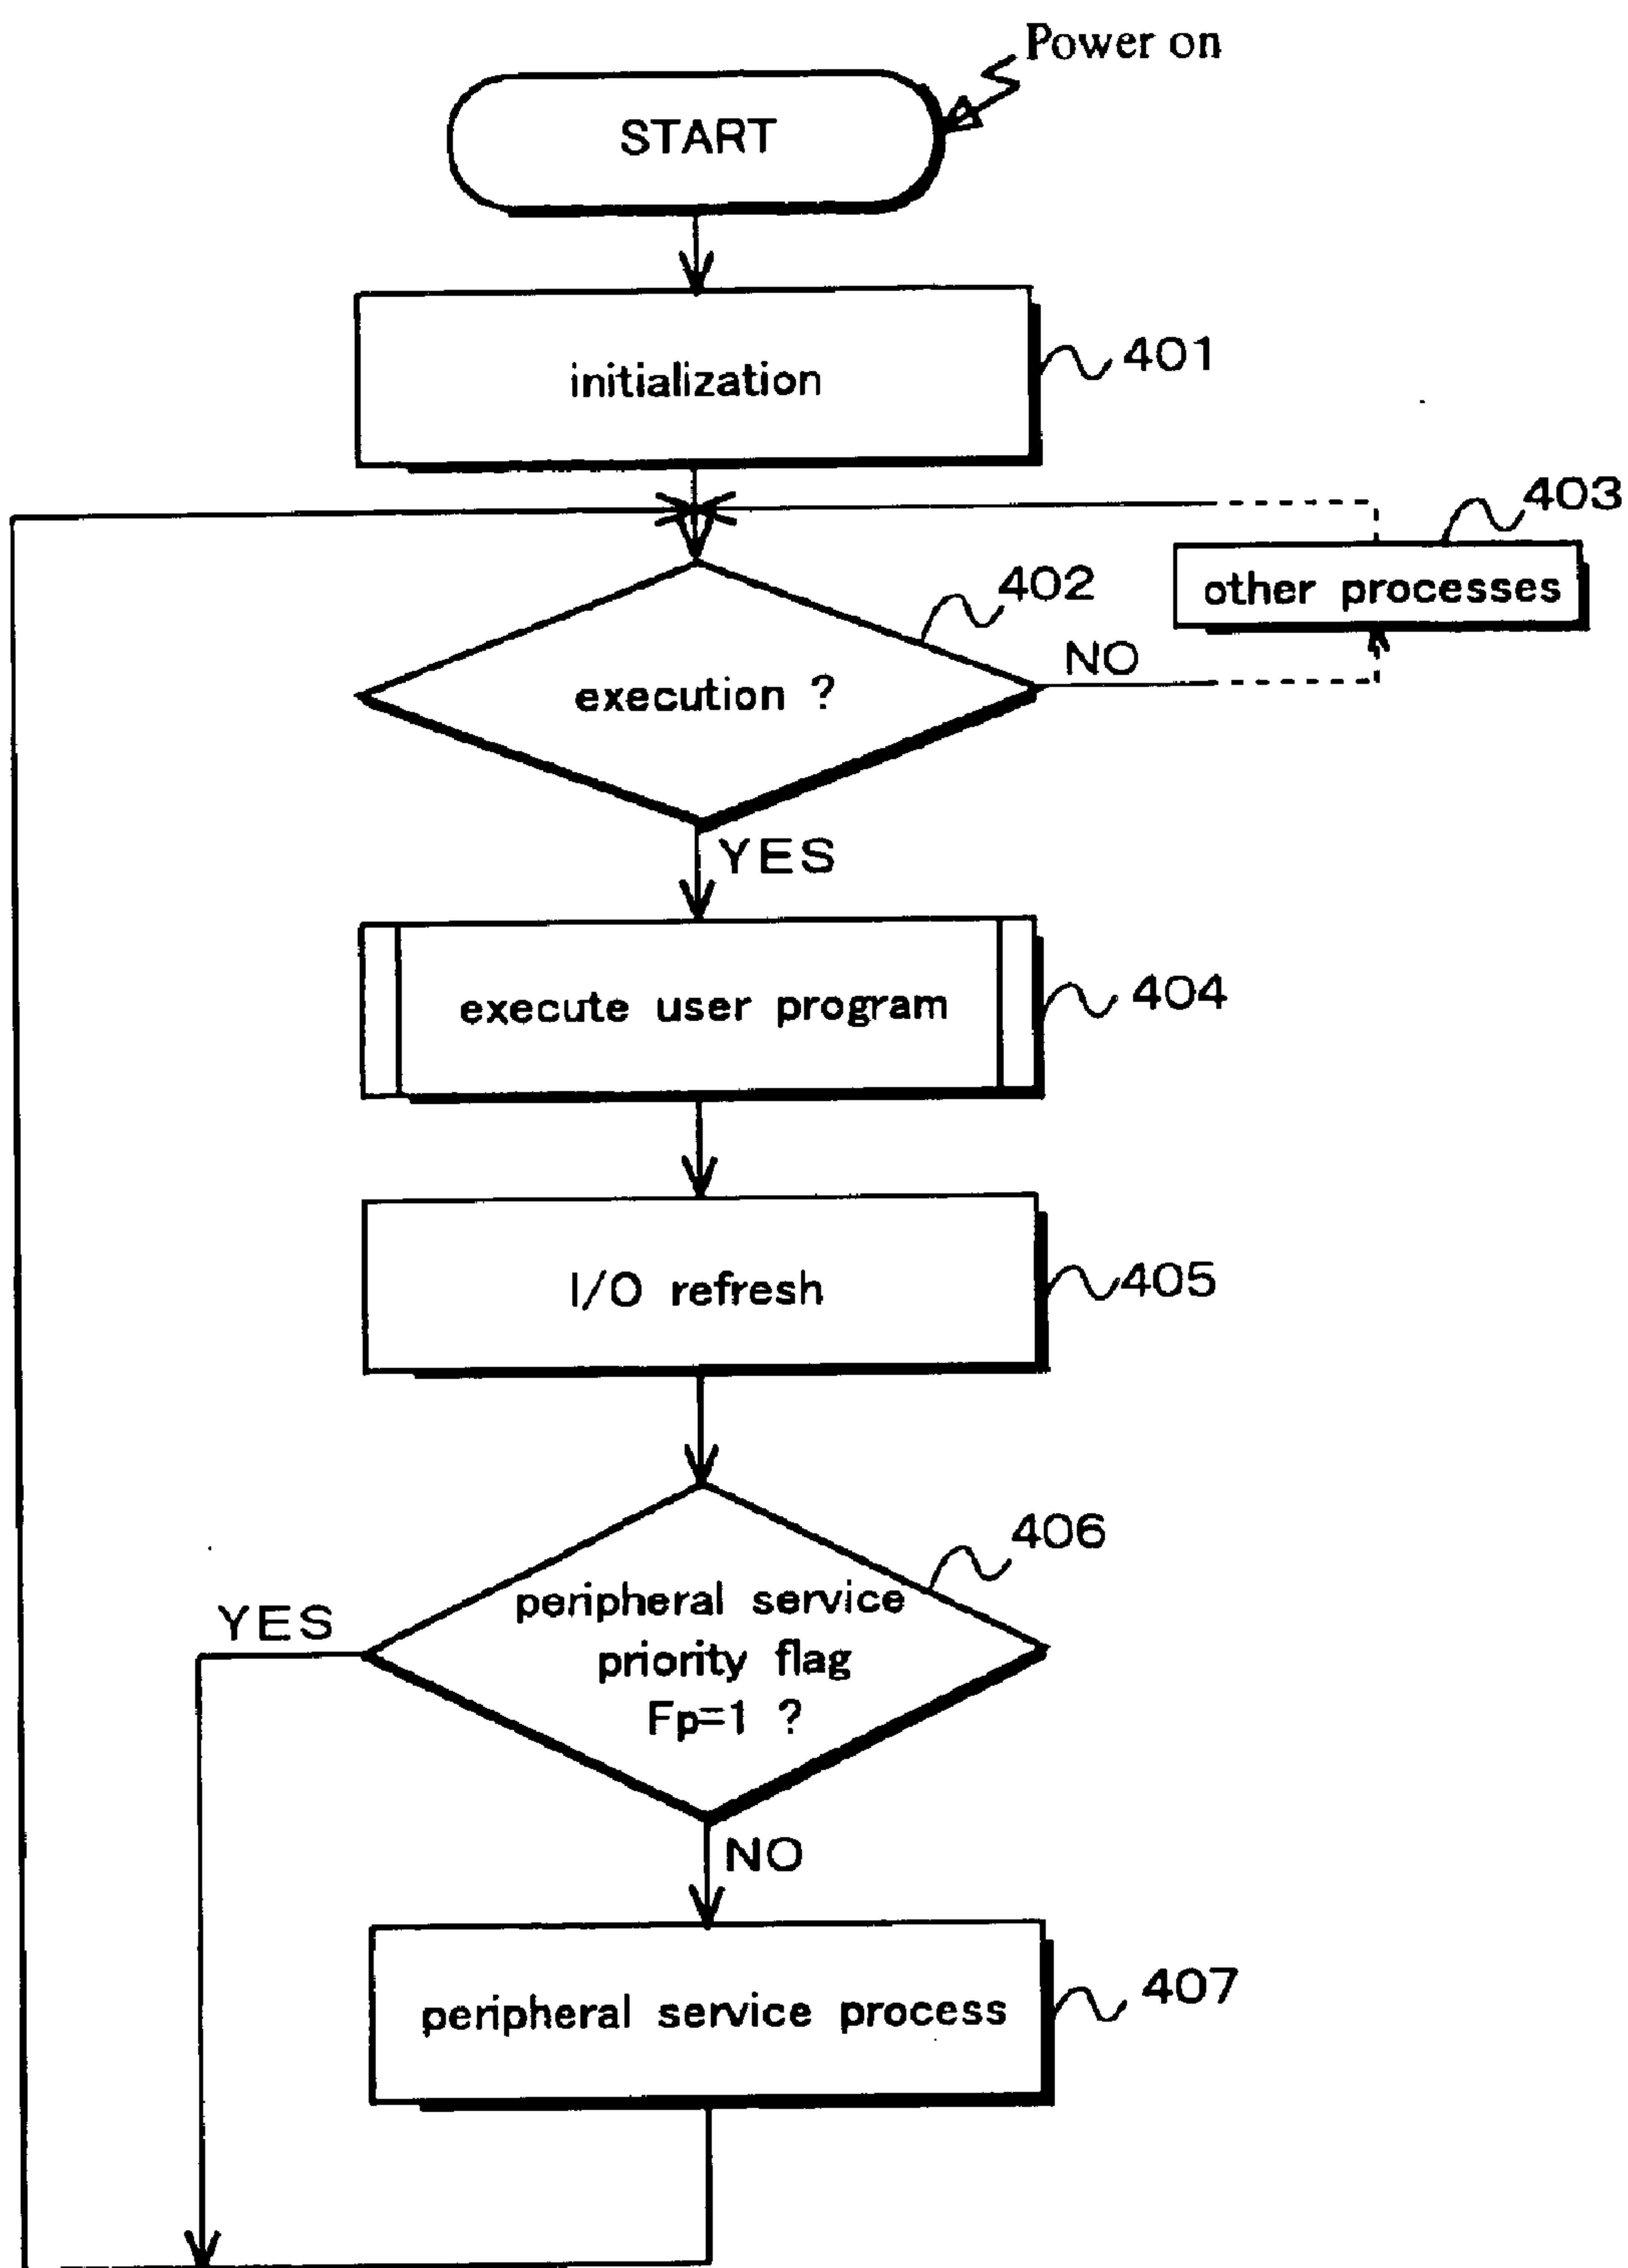 Power on
START
initialization
401
403
other processes
402
execution ?
NO
YES
execute user program
404
I/O refresh
405
406
peripheral service
priority flag
Fp=1 ?
YES
NO
peripheral service process
407